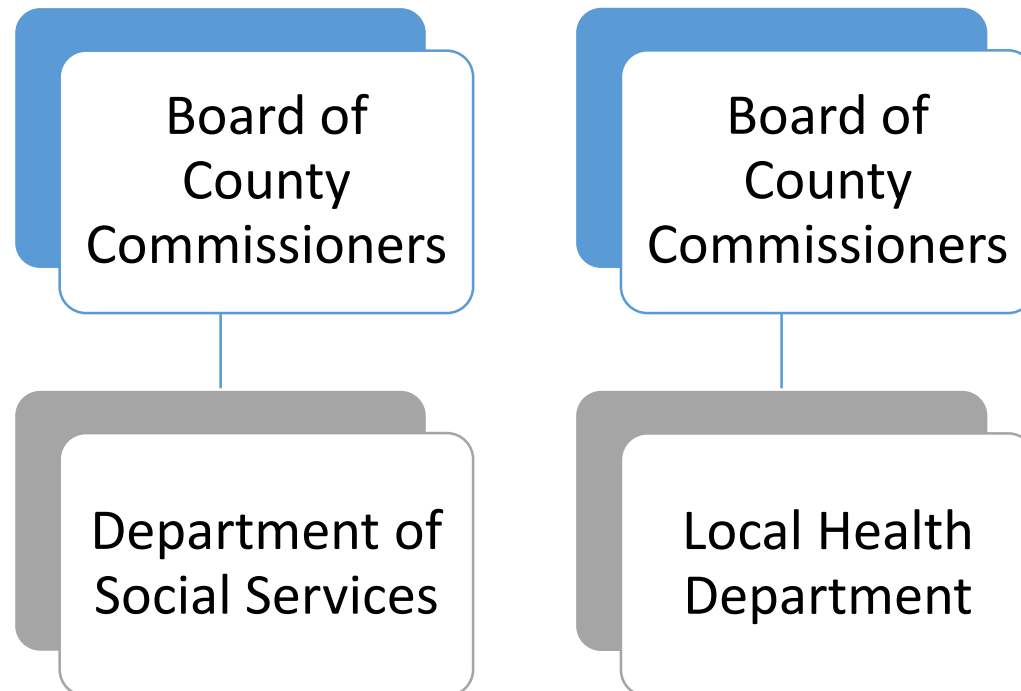 Board of
County
Commissioners
Board of
County
Commissioners
Department of
Social Services
Local Health
Department